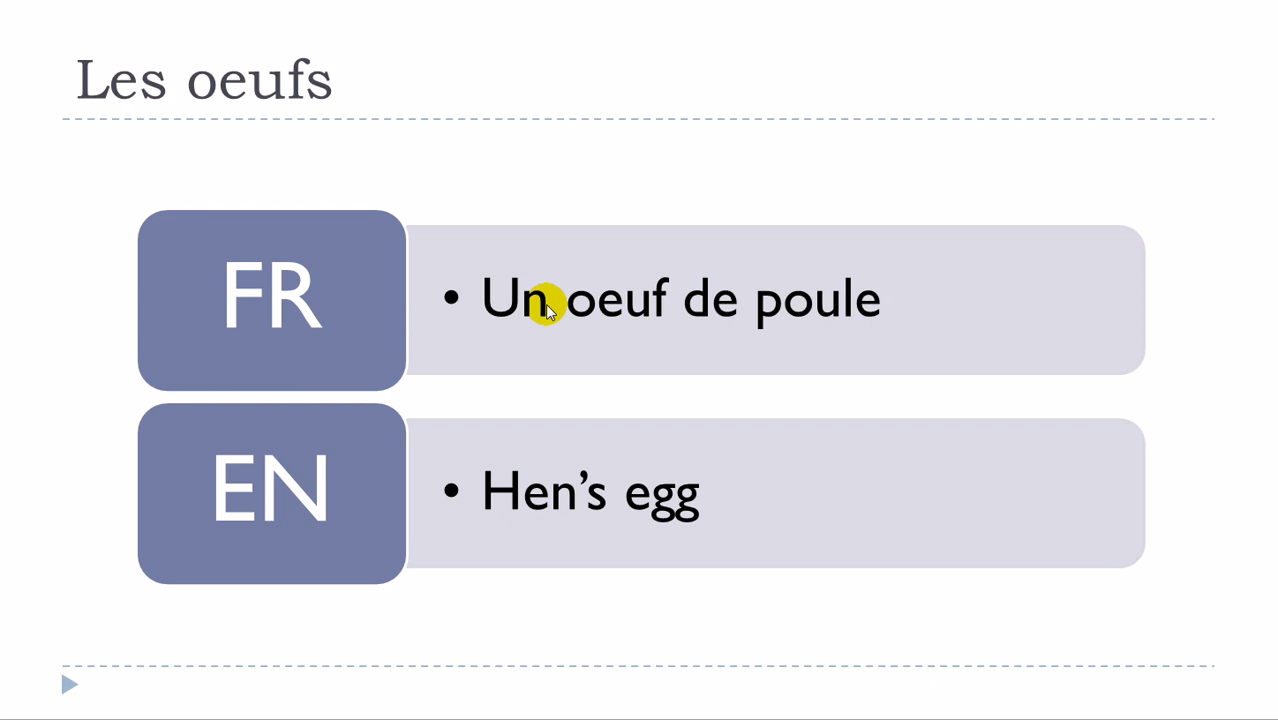 Les oeufs
FR
• Un oeuf de poule
EN
• Hen’s egg